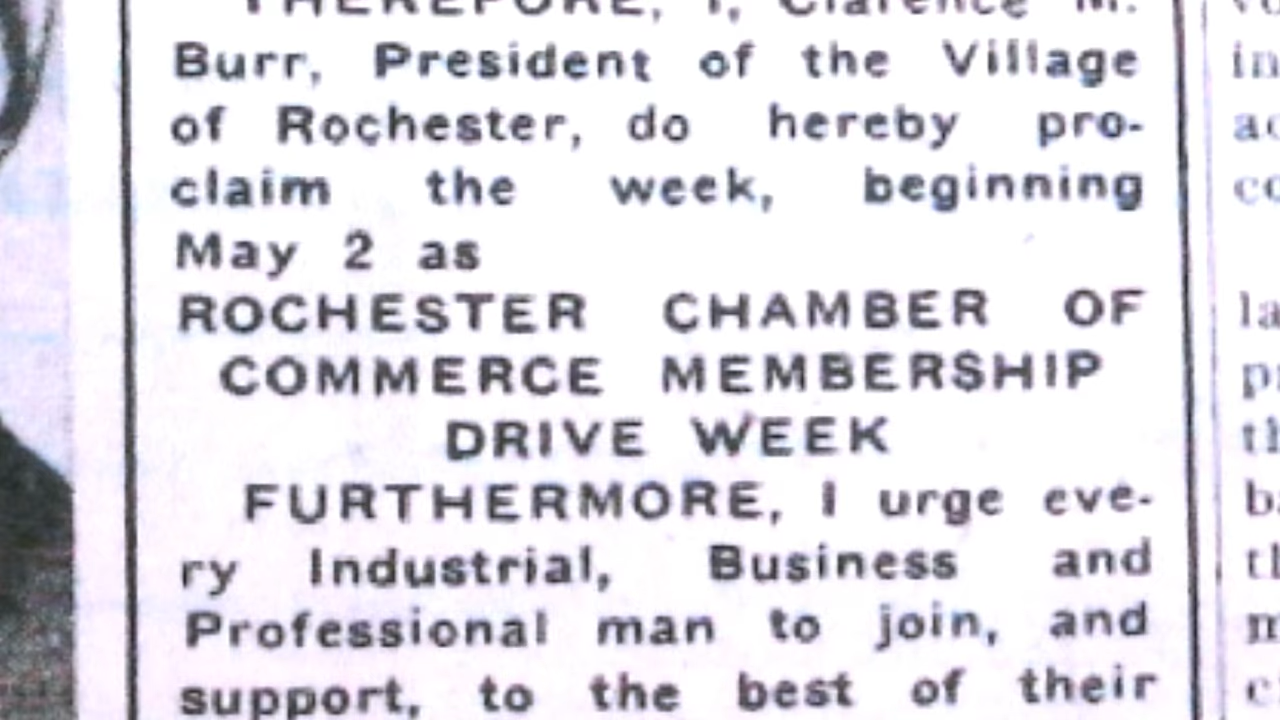 THEREFORE, I, Clarence M.
Burr, President of the Village
of Rochester, do hereby pro-
claim the week, beginning
May 2 as
ROCHESTER CHAMBER OF
COMMERCE MEMBERSHIP
DRIVE WEEK
FURTHERMORE, I urge eve-
ry Industrial, Business and
Professional man to join, and
support, to the best of their